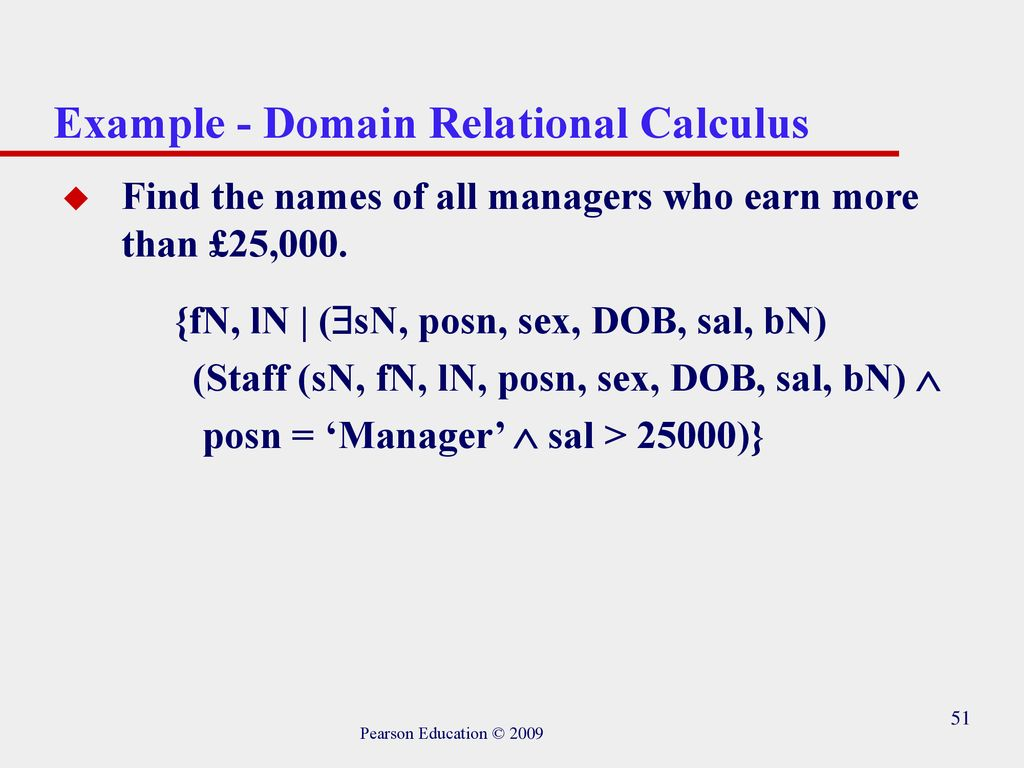 Example - Domain Relational Calculus
◆ Find the names of all managers who earn more
than £25,000.
{fN, lN | (∃sN, posn, sex, DOB, sal, bN)
(Staff (sN, fN, lN, posn, sex, DOB, sal, bN) ∧
posn = ‘Manager’ ∧ sal > 25000)}
51
Pearson Education © 2009